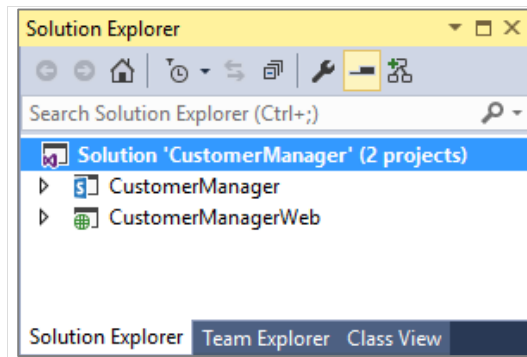 Solution Explorer
Search Solution Explorer (Ctrl+;)
Solution 'CustomerManager' (2 projects)
CustomerManager
CustomerManagerWeb
Solution Explorer Team Explorer Class View